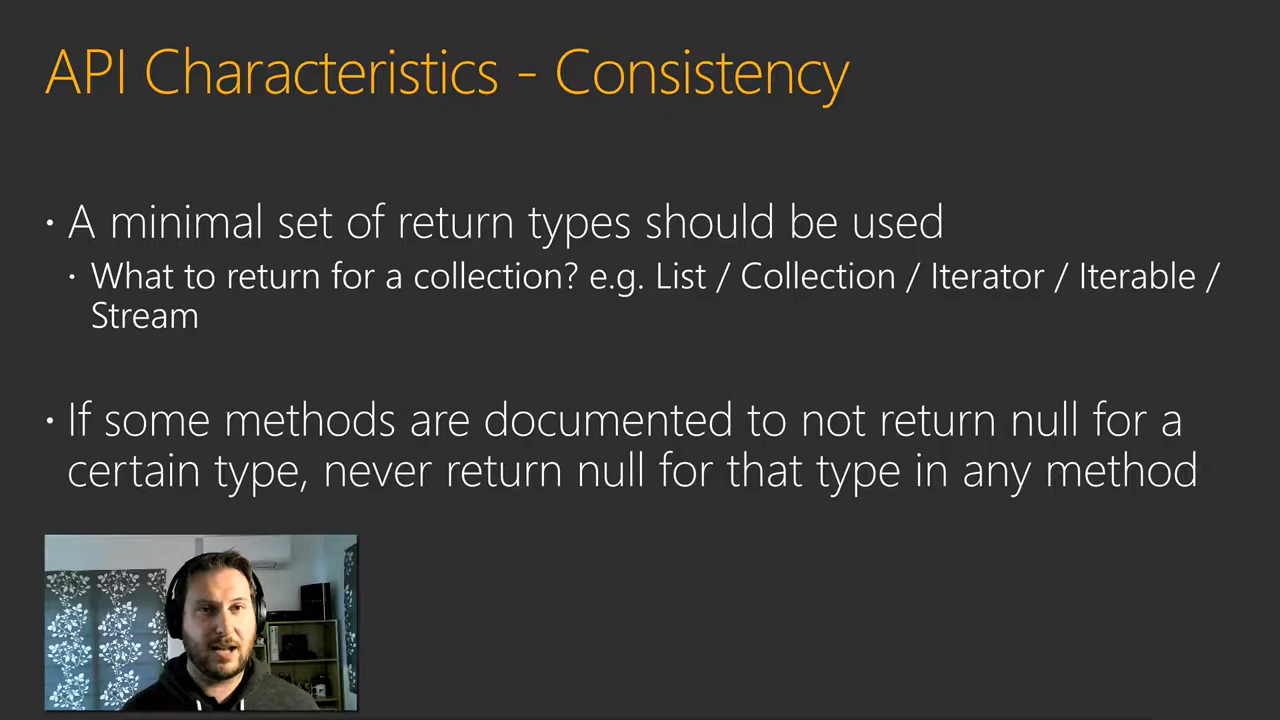 API Characteristics - Consistency
• A minimal set of return types should be used
• What to return for a collection? e.g. List / Collection / Iterator / Iterable /
Stream
• If some methods are documented to not return null for a
certain type, never return null for that type in any method